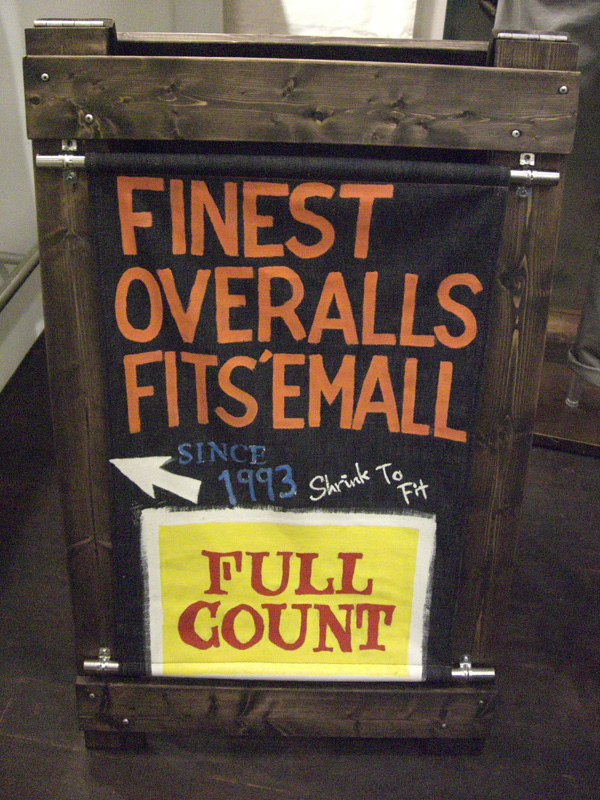 FINEST
OVERALLS
FITS'EMALL
SINCE
1993 Shrink To
Fit
FULL
COUNT